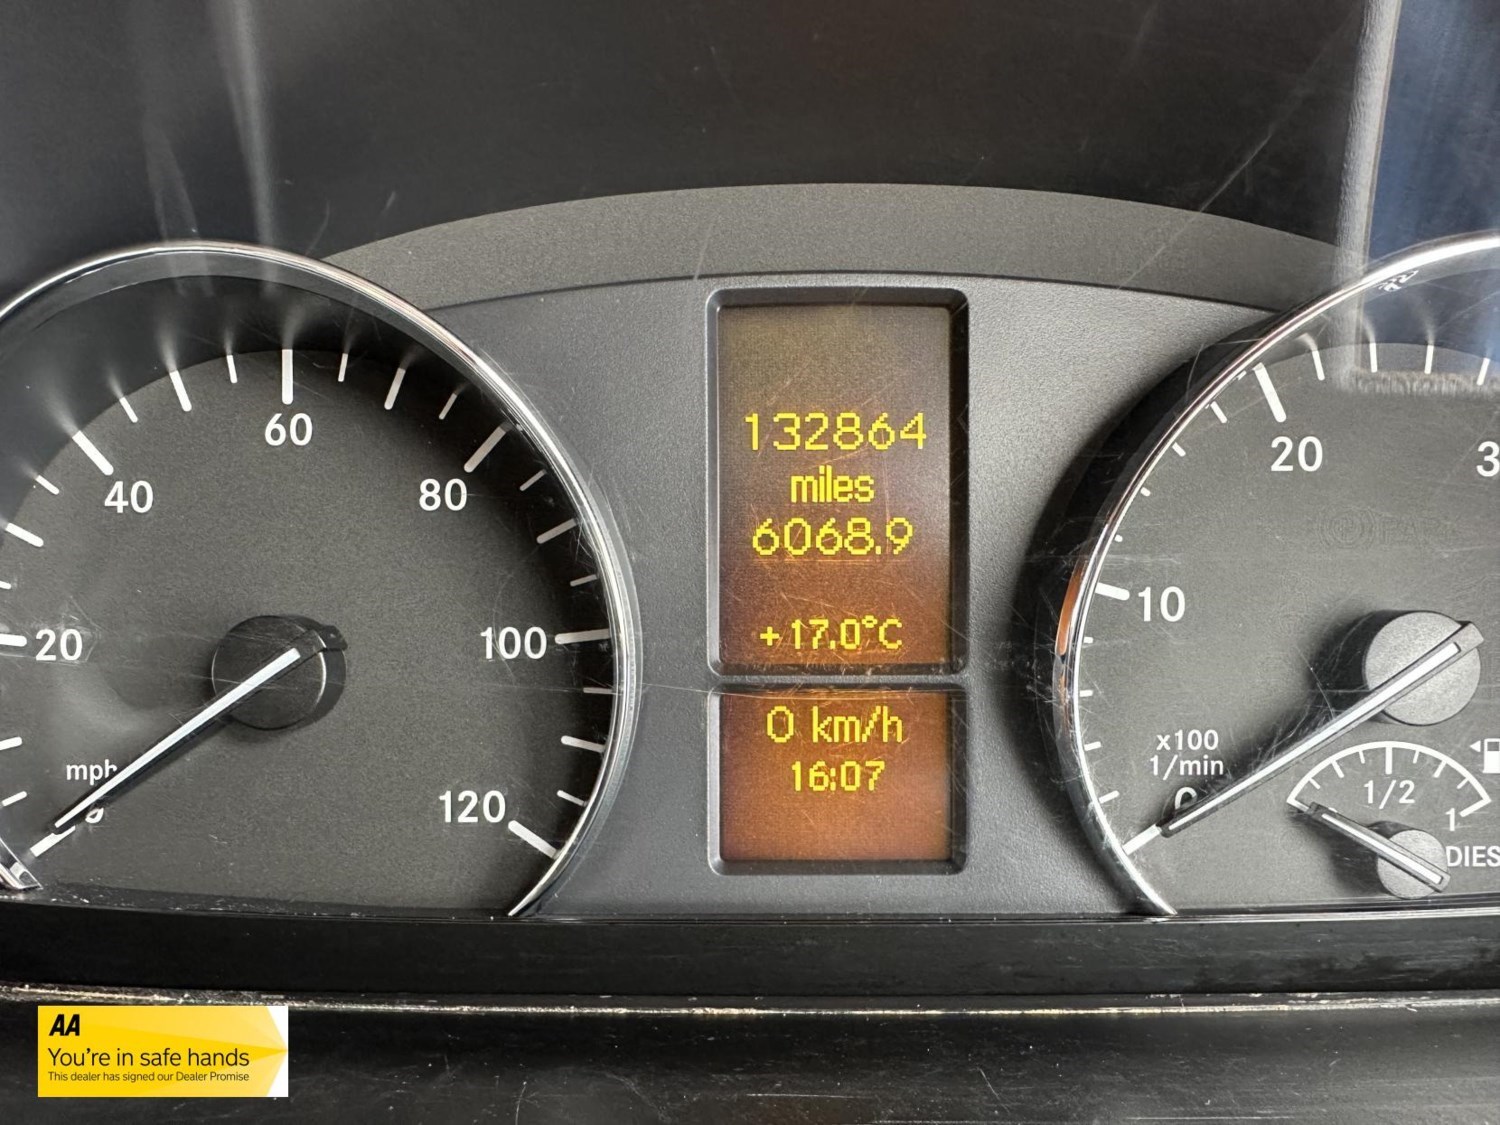 60
40
80
20
100
mph
0
120
132864
miles
6068.9
+17.0°C
0 km/h
16:07
20
10
x100
1/min
0
1/2
1
AA
You're in safe hands
This dealer has signed our Dealer Promise